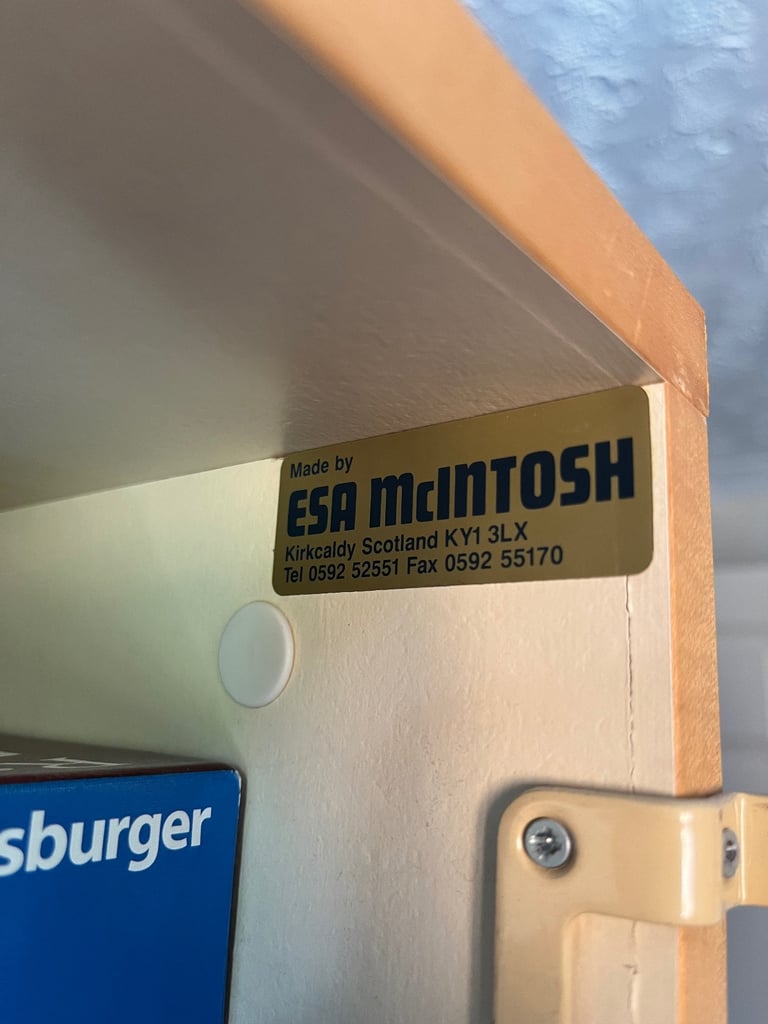 Made by
ESA McINTOSH
Kirkcaldy Scotland KY1 3LX
Tel 0592 52551 Fax 0592 55170
sburger